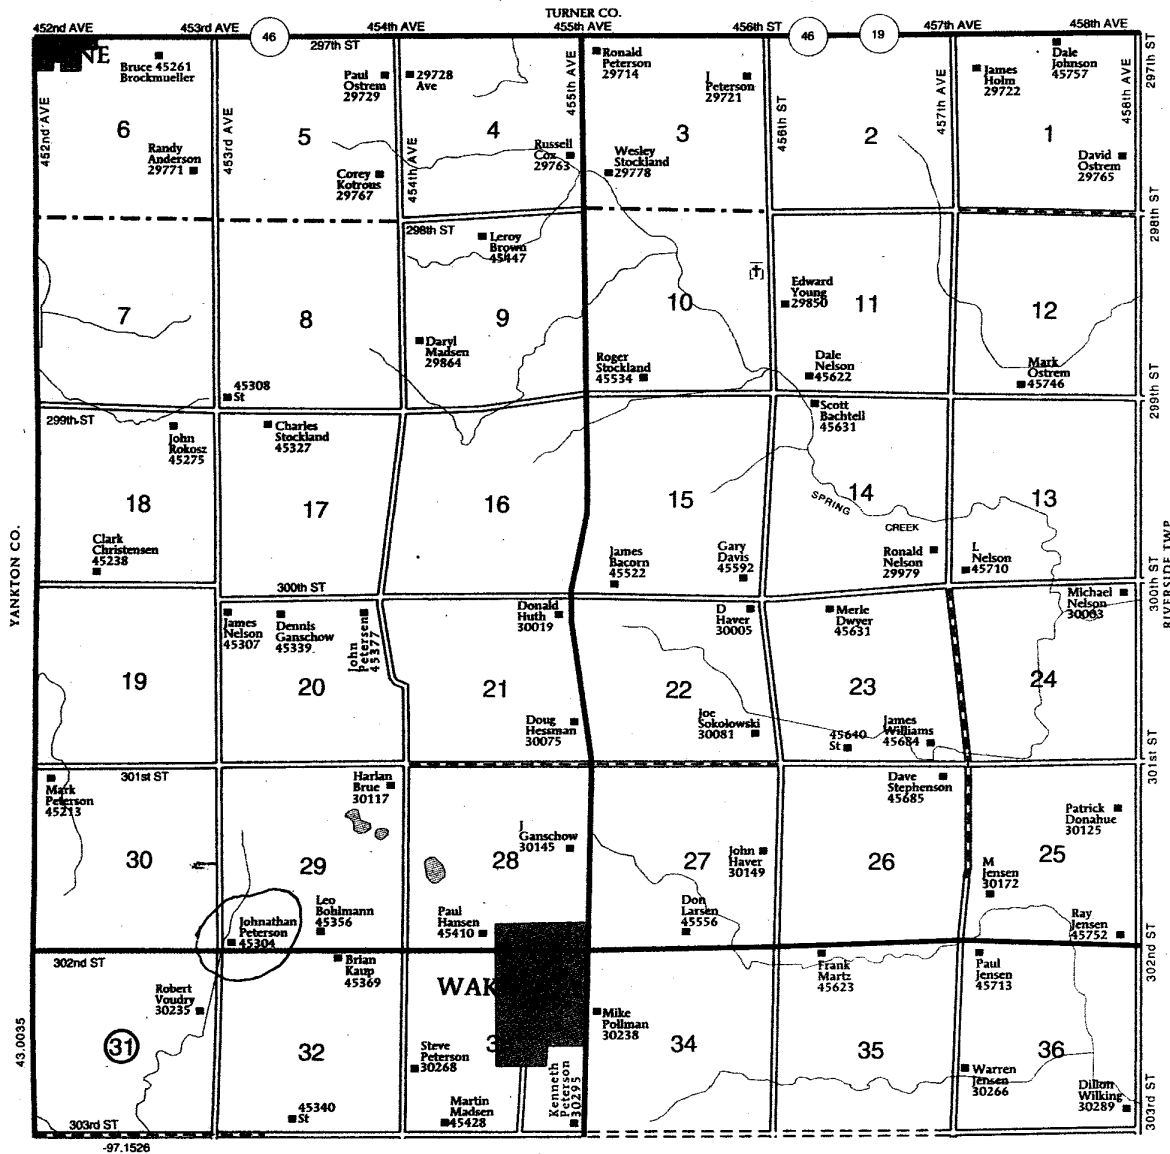 TURNER CO.
452nd AVE
453rd AVE
46
454th AVE
455th AVE
456th ST
46
19
457th AVE
458th AVE
297th ST
NE
Bruce 45261
Brockmueller
Paul
Ostrem
29729
29728
Ave
455th AVE
Ronald
Peterson
29714
J
Peterson
29721
James
Holm
29722
Dale
Johnson
45757
458th AVE
297th ST
452nd AVE
6
Randy
Anderson
29771
453rd AVE
5
Corey
Kotrous
29767
454th AVE
4
Russell
Cox
29763
Wesley
Stockland
29778
3
456th ST
2
457th AVE
1
David
Ostrem
29765
298th ST
298th ST
Leroy
Brown
45447
7
8
9
Daryl
Madsen
29864
10
Roger
Stockland
45534
Edward
Young
29850
11
Dale
Nelson
45622
12
Mark
Ostrem
45746
299th ST
45308
St
299th ST
John
Rokosz
45275
Charles
Stockland
45327
Scott
Bachtell
45631
18
Clark
Christensen
45238
17
16
15
James
Bacorn
45522
Gary
Davis
45592
14
SPRING
CREEK
Ronald
Nelson
29979
13
L
Nelson
45710
YANKTON CO.
RIVERSIDE TWP
300th ST
300th ST
James
Nelson
45307
Dennis
Ganschow
45339
John
Petersen
45377
Donald
Huth
30019
D
Haver
30005
Merle
Dwyer
45631
Michael
Nelson
30003
19
20
21
Doug
Hessman
30075
22
Joe
Sokolowski
30081
23
45640
St
James
Williams
45684
24
301st ST
301st ST
Mark
Peterson
45213
Harlan
Brue
30117
J
Ganschow
30145
John
Haver
30149
Dave
Stephenson
45685
Patrick
Donahue
30125
30
29
28
27
26
25
M
Jensen
30172
Johnathan
Peterson
45304
Leo
Bohlmann
45356
Paul
Hansen
45410
Don
Larsen
45556
Ray
Jensen
45752
302nd ST
302nd ST
Robert
Voudry
30235
Brian
Kaup
45369
WAK
Mike
Pollman
30238
Frank
Martz
45623
Paul
Jensen
45713
43.0035
31
32
Steve
Peterson
30268
3
34
35
36
Warren
Jensen
30266
Dillon
Wilking
30289
45340
St
Martin
Madsen
45428
Kenneth
Peterson
30295
303rd ST
303rd ST
-97.1526